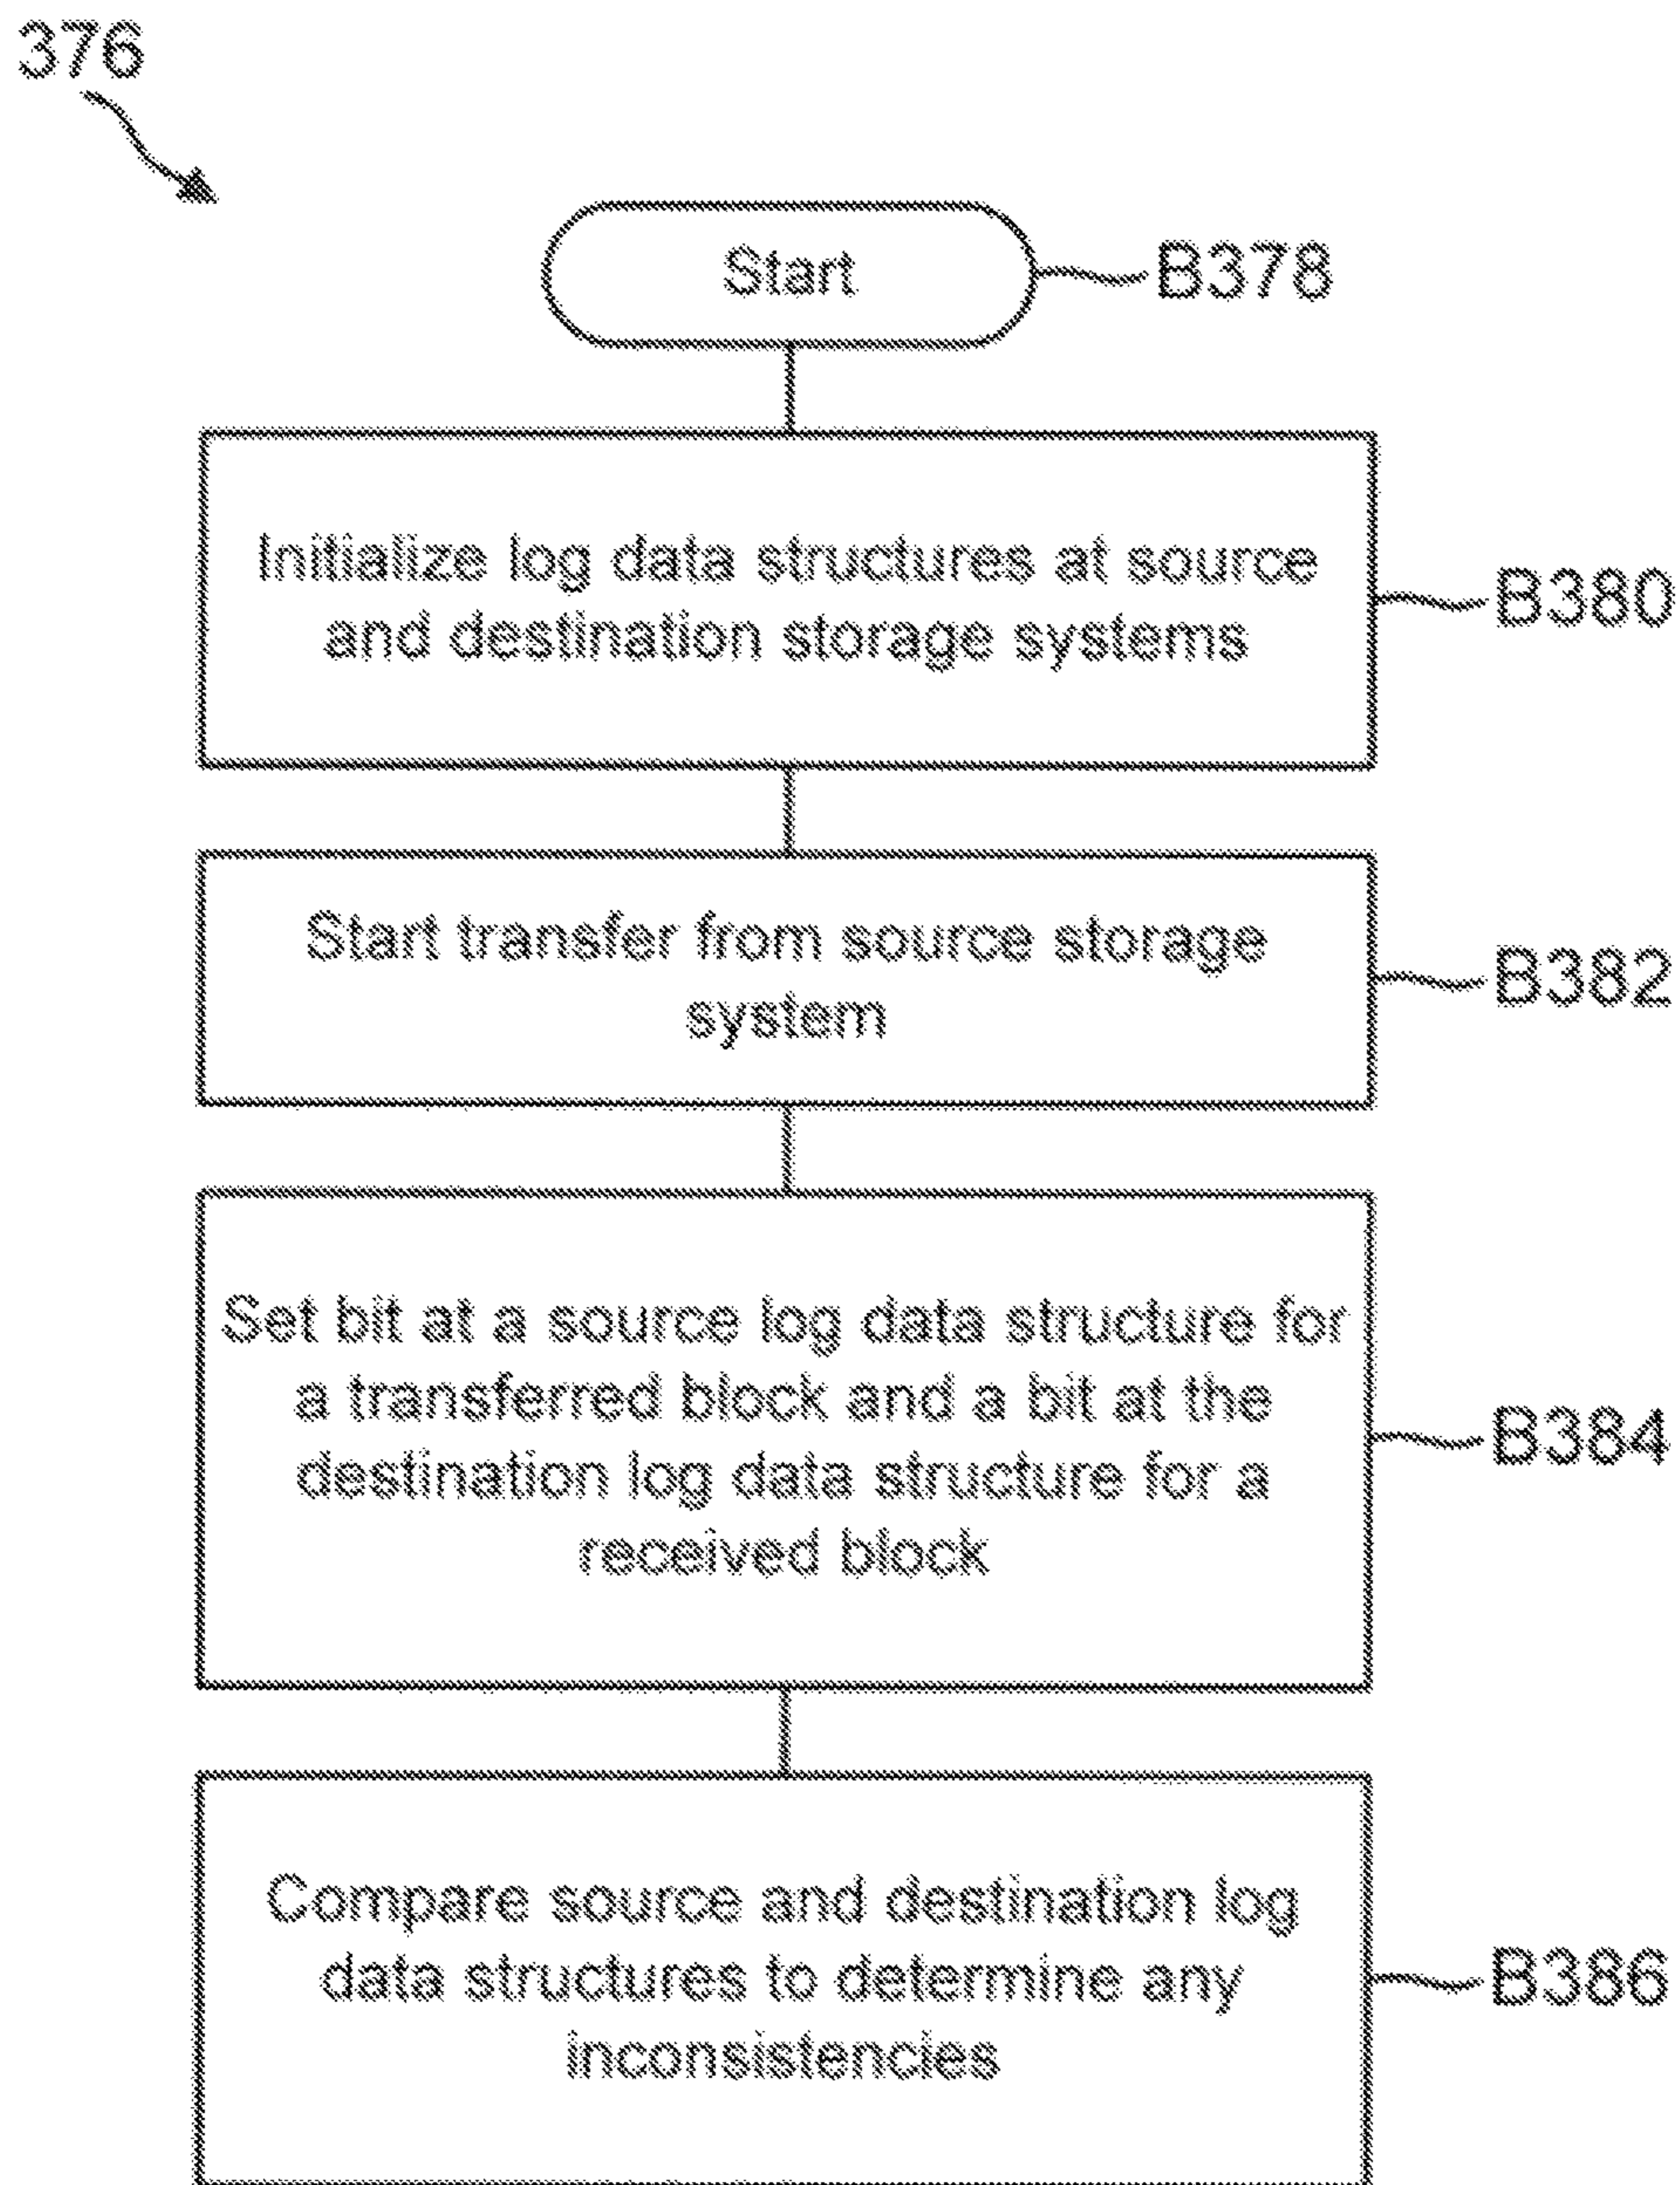 376
Start
B378
Initialize log data structures at source
and destination storage systems
B380
Start transfer from source storage
system
B382
Set bit at a source log data structure for
a transferred block and a bit at the
destination log data structure for a
received block
B384
Compare source and destination log
data structures to determine any
inconsistencies
B386